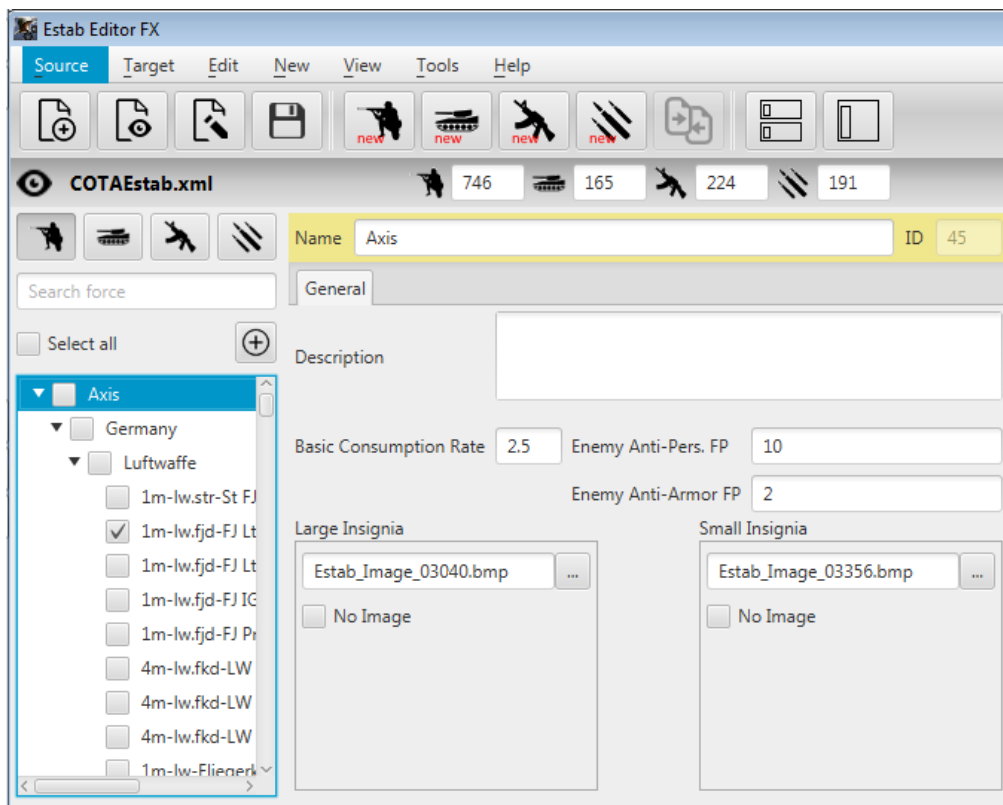 Estab Editor FX
Source Target Edit New View Tools Help
new new new new
COTAEstab.xml 746 165 224 191
Name Axis ID 45
Search force
General
Select all
Description
Axis
Germany
Basic Consumption Rate 2.5 Enemy Anti-Pers. FP 10
Luftwaffe
1m-lw.str-St FJ
Enemy Anti-Armor FP 2
1m-lw.fjd-FJ Lt
Large Insignia Small Insignia
1m-lw.fjd-FJ Lt
Estab_Image_03040.bmp ... Estab_Image_03356.bmp ...
1m-lw.fjd-FJ IG
No Image No Image
1m-lw.fjd-FJ Pr
4m-lw.fkd-LW
4m-lw.fkd-LW
4m-lw.fkd-LW
1m-lw-Fliegerk